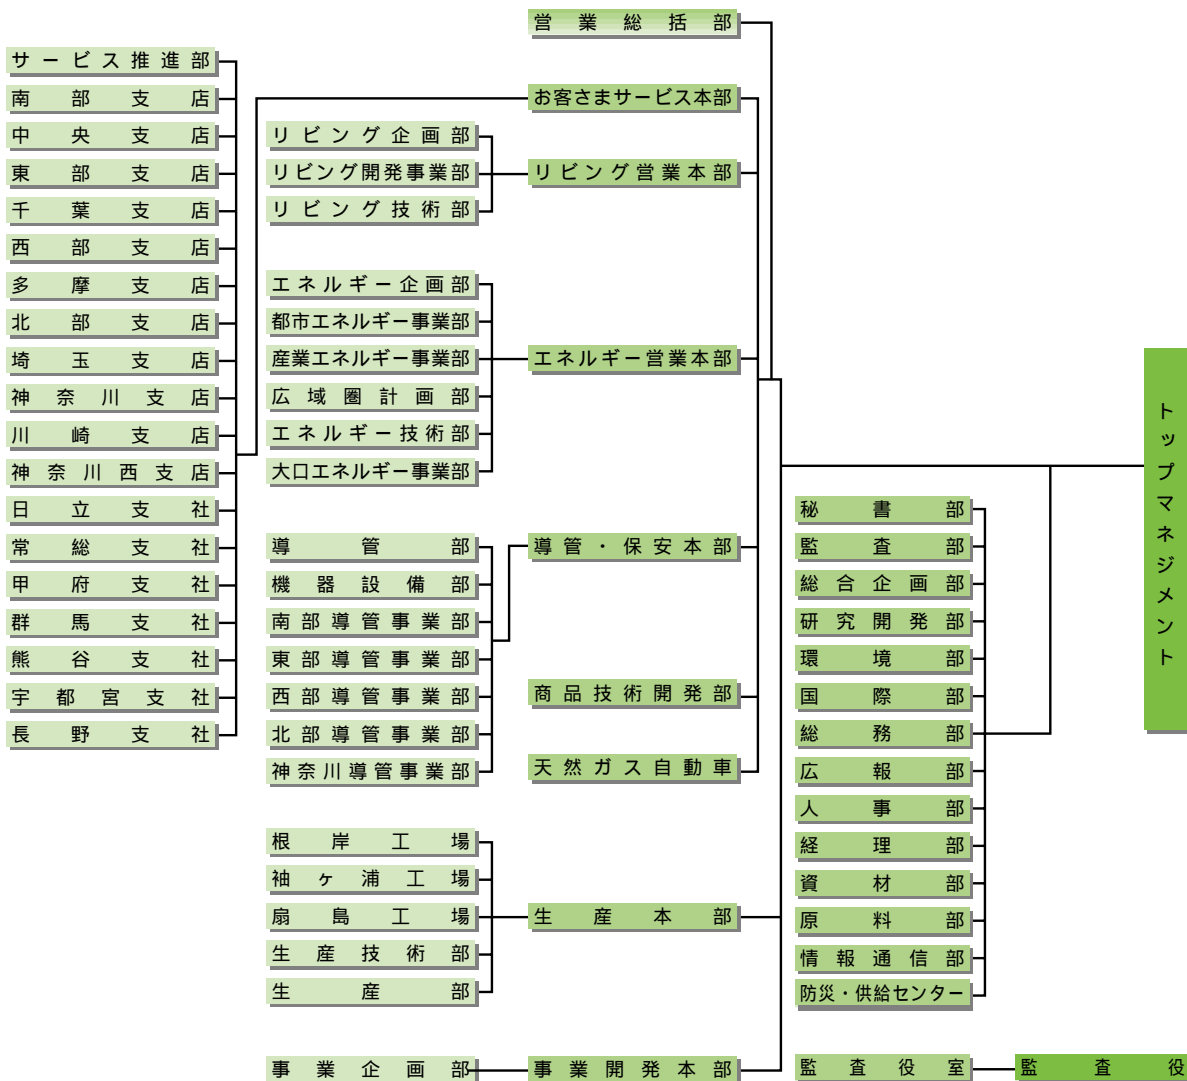 トップマネジメント
営業総括部
お客さまサービス本部
サービス推進部
南部支店
中央支店
東部支店
千葉支店
西部支店
多摩支店
北部支店
埼玉支店
神奈川支店
川崎支店
神奈川西支店
日立支社
常総支社
甲府支社
群馬支社
熊谷支社
宇都宮支社
長野支社
リビング営業本部
リビング企画部
リビング開発事業部
リビング技術部
エネルギー営業本部
エネルギー企画部
都市エネルギー事業部
産業エネルギー事業部
広域圏計画部
エネルギー技術部
大口エネルギー事業部
導管・保安本部
導管部
機器設備部
南部導管事業部
東部導管事業部
西部導管事業部
北部導管事業部
神奈川導管事業部
商品技術開発部
天然ガス自動車
生産本部
根岸工場
袖ヶ浦工場
扇島工場
生産技術部
生産部
事業開発本部
事業企画部
秘書部
監査部
総合企画部
研究開発部
環境部
国際部
総務部
広報部
人事部
経理部
資材部
原料部
情報通信部
防災・供給センター
監査役室
監査役